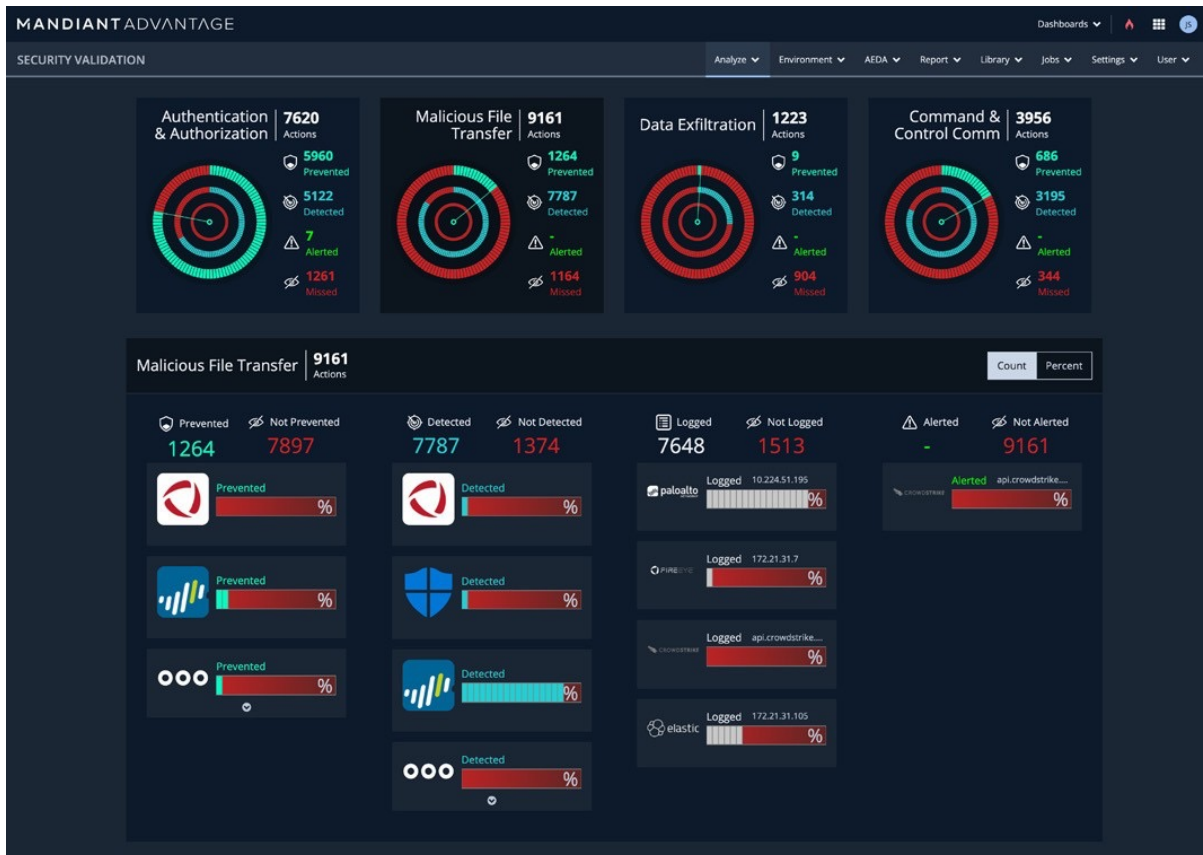 MANDIANT ADVANTAGE
Dashboards
JS
SECURITY VALIDATION
Analyze
Environment
AEDA
Report
Library
Jobs
Settings
User
Authentication
& Authorization
7620
Actions
5960
Prevented
5122
Detected
7
Alerted
1261
Missed
Malicious File
Transfer
9161
Actions
1264
Prevented
7787
Detected
-
Alerted
1164
Missed
Data Exfiltration
1223
Actions
9
Prevented
314
Detected
-
Alerted
904
Missed
Command &
Control Comm
3956
Actions
686
Prevented
3195
Detected
-
Alerted
344
Missed
Malicious File Transfer
9161
Actions
Count
Percent
Prevented
1264
Not Prevented
7897
Prevented
%
Prevented
%
Prevented
%
Detected
7787
Not Detected
1374
Detected
%
Detected
%
Detected
%
Detected
%
Logged
7648
Not Logged
1513
paloalto
Logged 10.224.51.195
%
FIREEYE
Logged 172.21.31.7
%
CROWDSTRIKE
Logged api.crowdstrike....
%
elastic
Logged 172.21.31.105
%
Alerted
-
Not Alerted
9161
CROWDSTRIKE
Alerted api.crowdstrike....
%